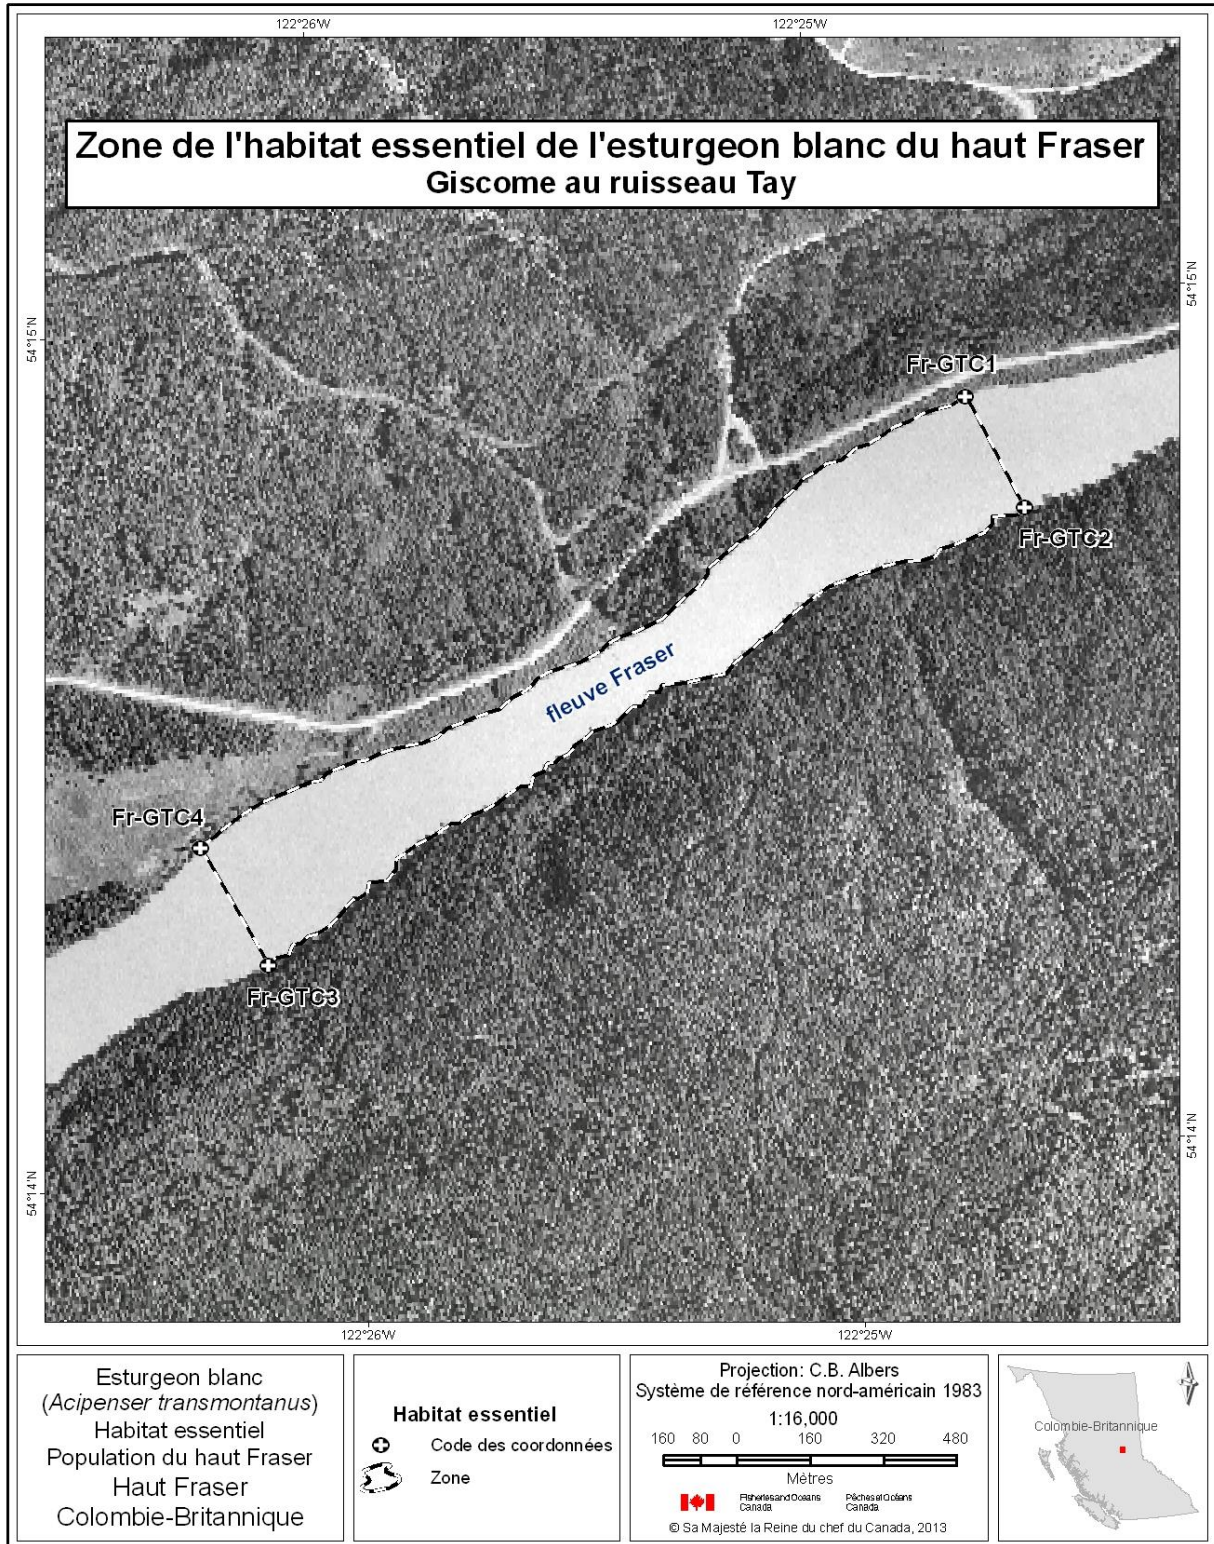 122°26'W
122°25'W
Zone de l'habitat essentiel de l'esturgeon blanc du haut Fraser
Giscome au ruisseau Tay
54°15'N
54°15'N
Fr-GTC1
Fr-GTC2
fleuve Fraser
Fr-GTC4
Fr-GTC3
54°14'N
54°14'N
122°26'W
122°25'W
Esturgeon blanc
(Acipenser transmontanus)
Habitat essentiel
Population du haut Fraser
Haut Fraser
Colombie-Britannique
Habitat essentiel
Code des coordonnées
Zone
Projection: C.B. Albers
Système de référence nord-américain 1983
1:16,000
160 80 0 160 320 480
Mètres
Fisheries and Oceans
Canada
Pêches et Océans
Canada
© Sa Majesté la Reine du chef du Canada, 2013
Colombie-Britannique